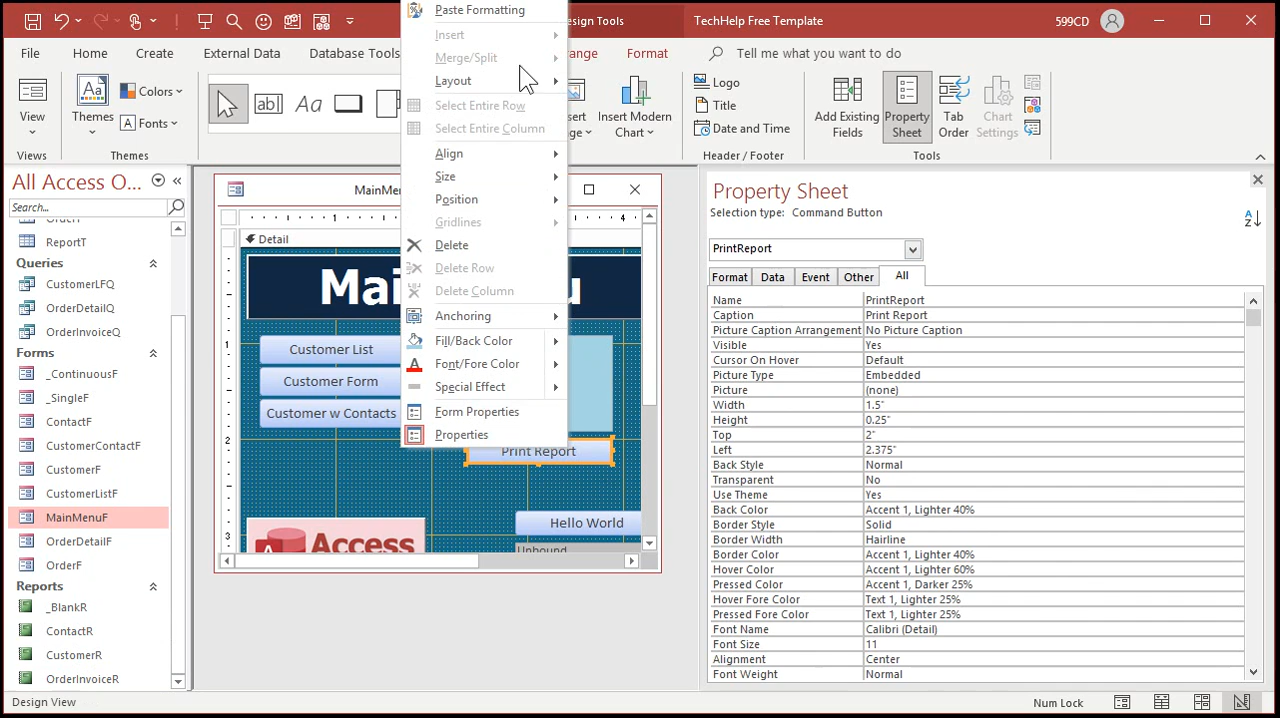 Design Tools
TechHelp Free Template
599CD
File
Home
Create
External Data
Database Tools
Format
Tell me what you want to do
View
Views
Themes
Colors
Fonts
Themes
Aa
Insert Modern
Chart
Logo
Title
Date and Time
Header / Footer
Add Existing
Fields
Property
Sheet
Tab
Order
Chart
Settings
Tools
Paste Formatting
Insert
Merge/Split
Layout
Select Entire Row
Select Entire Column
Align
Size
Position
Gridlines
Delete
Delete Row
Delete Column
Anchoring
Fill/Back Color
Font/Fore Color
Special Effect
Form Properties
Properties
All Access O...
Search...
OrderT
ReportT
Queries
CustomerLFQ
OrderDetailQ
OrderInvoiceQ
Forms
_ContinuousF
_SingleF
ContactF
CustomerContactF
CustomerF
CustomerListF
MainMenuF
OrderDetailF
OrderF
Reports
_BlankR
ContactR
CustomerR
OrderInvoiceR
Detail
Customer List
Customer Form
Customer w Contacts
Print Report
Hello World
Unbound
Access
Property Sheet
Selection type: Command Button
PrintReport
Format Data Event Other All
Name PrintReport
Caption Print Report
Picture Caption Arrangement No Picture Caption
Visible Yes
Cursor On Hover Default
Picture Type Embedded
Picture (none)
Width 1.5"
Height 0.25"
Top 2"
Left 2.375"
Back Style Normal
Transparent No
Use Theme Yes
Back Color Accent 1, Lighter 40%
Border Style Solid
Border Width Hairline
Border Color Accent 1, Lighter 40%
Hover Color Accent 1, Lighter 60%
Pressed Color Accent 1, Darker 25%
Hover Fore Color Text 1, Lighter 25%
Pressed Fore Color Text 1, Lighter 25%
Font Name Calibri (Detail)
Font Size 11
Alignment Center
Font Weight Normal
Design View
Num Lock